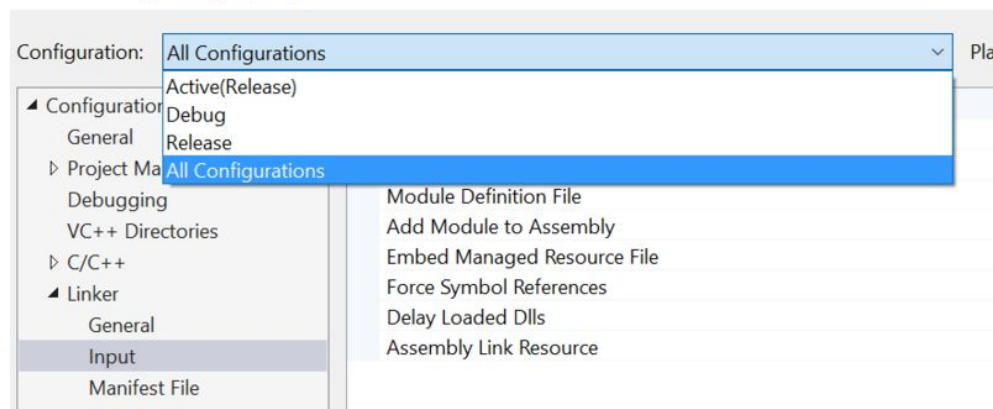 Configuration: All Configurations Pla
Active(Release)
Debug
Release
All Configurations
Configuration
General
Project Ma
Debugging
VC++ Directories
C/C++
Linker
General
Input
Manifest File
Module Definition File
Add Module to Assembly
Embed Managed Resource File
Force Symbol References
Delay Loaded Dlls
Assembly Link Resource